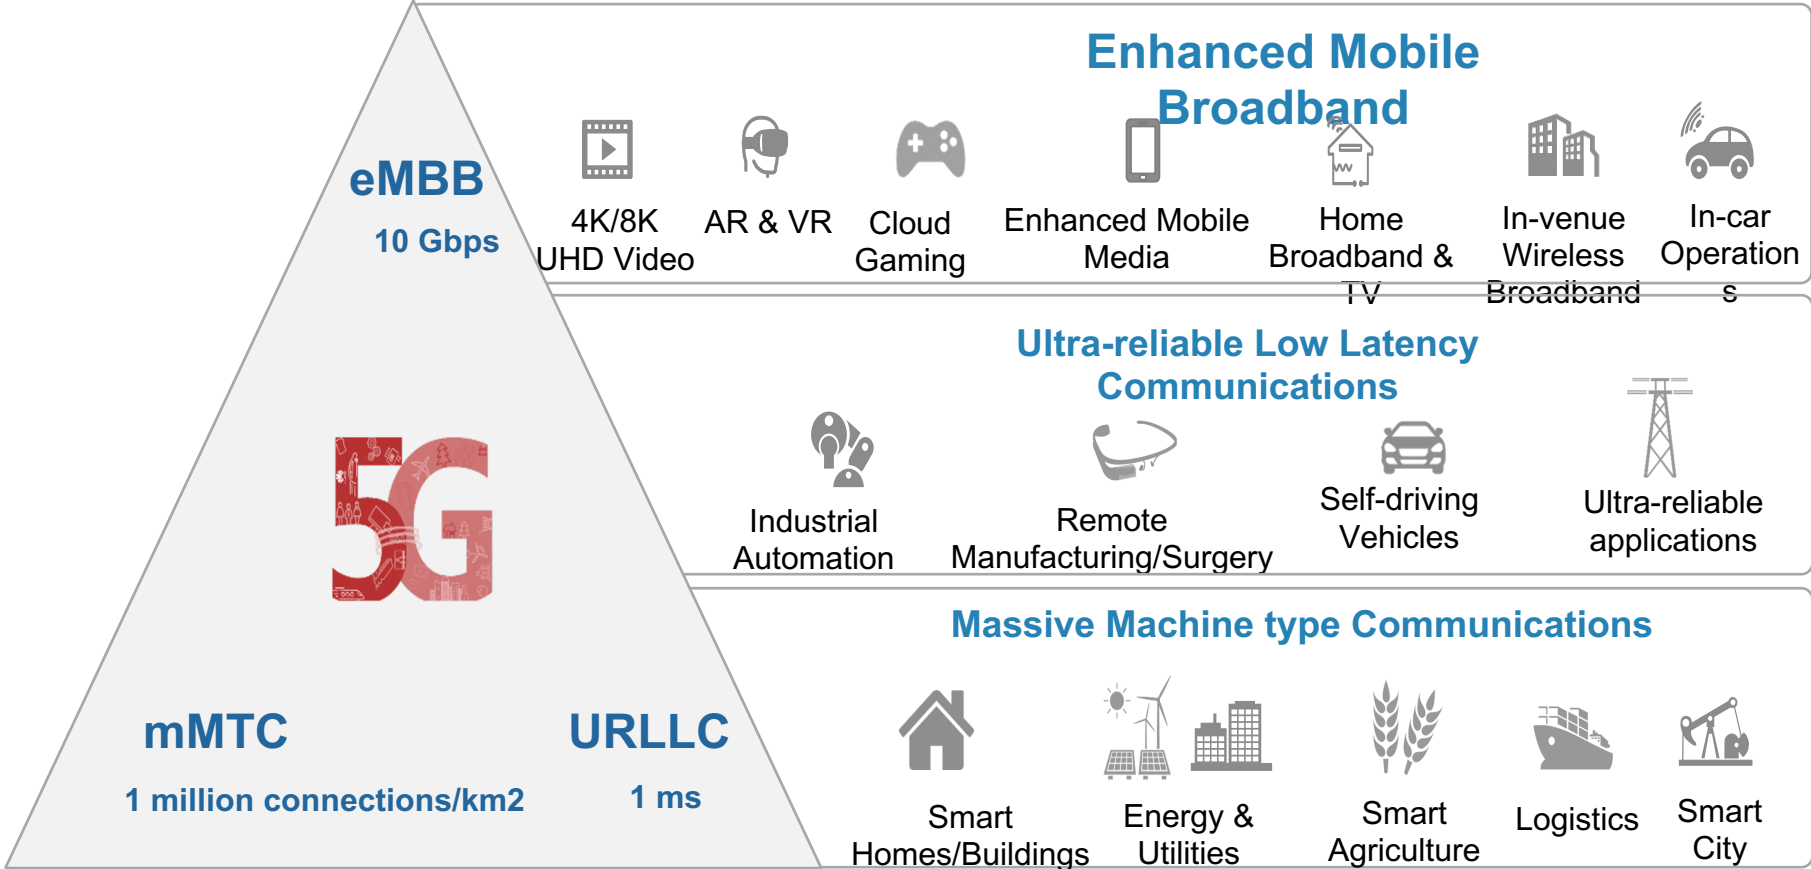 Enhanced Mobile
Broadband
eMBB
10 Gbps
4K/8K
UHD Video
AR & VR
Cloud
Gaming
Enhanced Mobile
Media
Home
Broadband &
TV
In-venue
Wireless
Broadband
In-car
Operation
s
Ultra-reliable Low Latency
Communications
5G
Industrial
Automation
Remote
Manufacturing/Surgery
Self-driving
Vehicles
Ultra-reliable
applications
Massive Machine type Communications
mMTC
1 million connections/km2
URLLC
1 ms
Smart
Homes/Buildings
Energy &
Utilities
Smart
Agriculture
Logistics
Smart
City